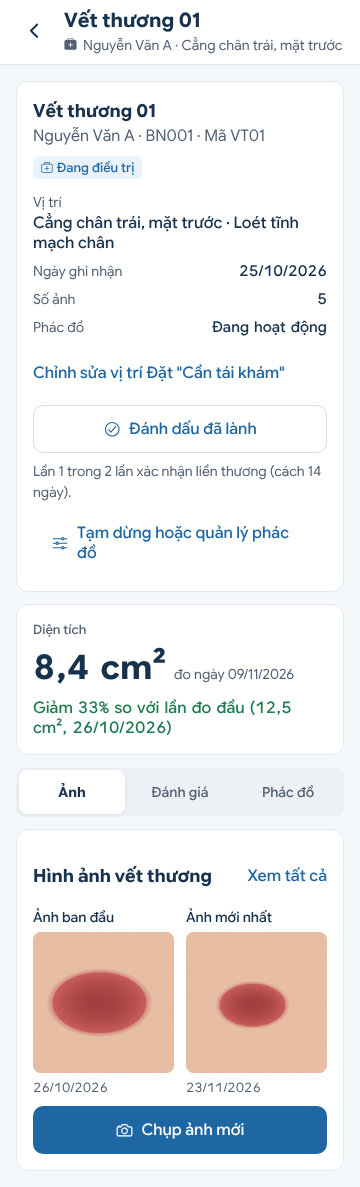 Vết thương 01
Nguyễn Văn A · Cẳng chân trái, mặt trước
Vết thương 01
Nguyễn Văn A · BN001 · Mã VT01
Đang điều trị
Vị trí
Cẳng chân trái, mặt trước · Loét tĩnh
mạch chân
Ngày ghi nhận 25/10/2026
Số ảnh 5
Phác đồ Đang hoạt động
Chỉnh sửa vị trí Đặt "Cần tái khám"
Đánh dấu đã lành
Lần 1 trong 2 lần xác nhận liền thương (cách 14
ngày).
Tạm dừng hoặc quản lý phác
đồ
Diện tích
8,4 cm² đo ngày 09/11/2026
Giảm 33% so với lần đo đầu (12,5
cm², 26/10/2026)
Ảnh Đánh giá Phác đồ
Hình ảnh vết thương Xem tất cả
Ảnh ban đầu Ảnh mới nhất
26/10/2026 23/11/2026
Chụp ảnh mới